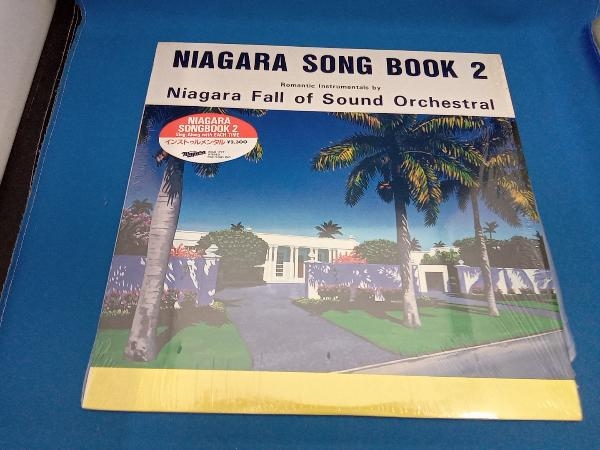 NIAGARA SONG BOOK 2
Romantic Instrumentals by
Niagara Fall of Sound Orchestral
NIAGARA
SONGBOOK 2
Sing Along with EACH TIME
インストゥルメンタル ¥2,300